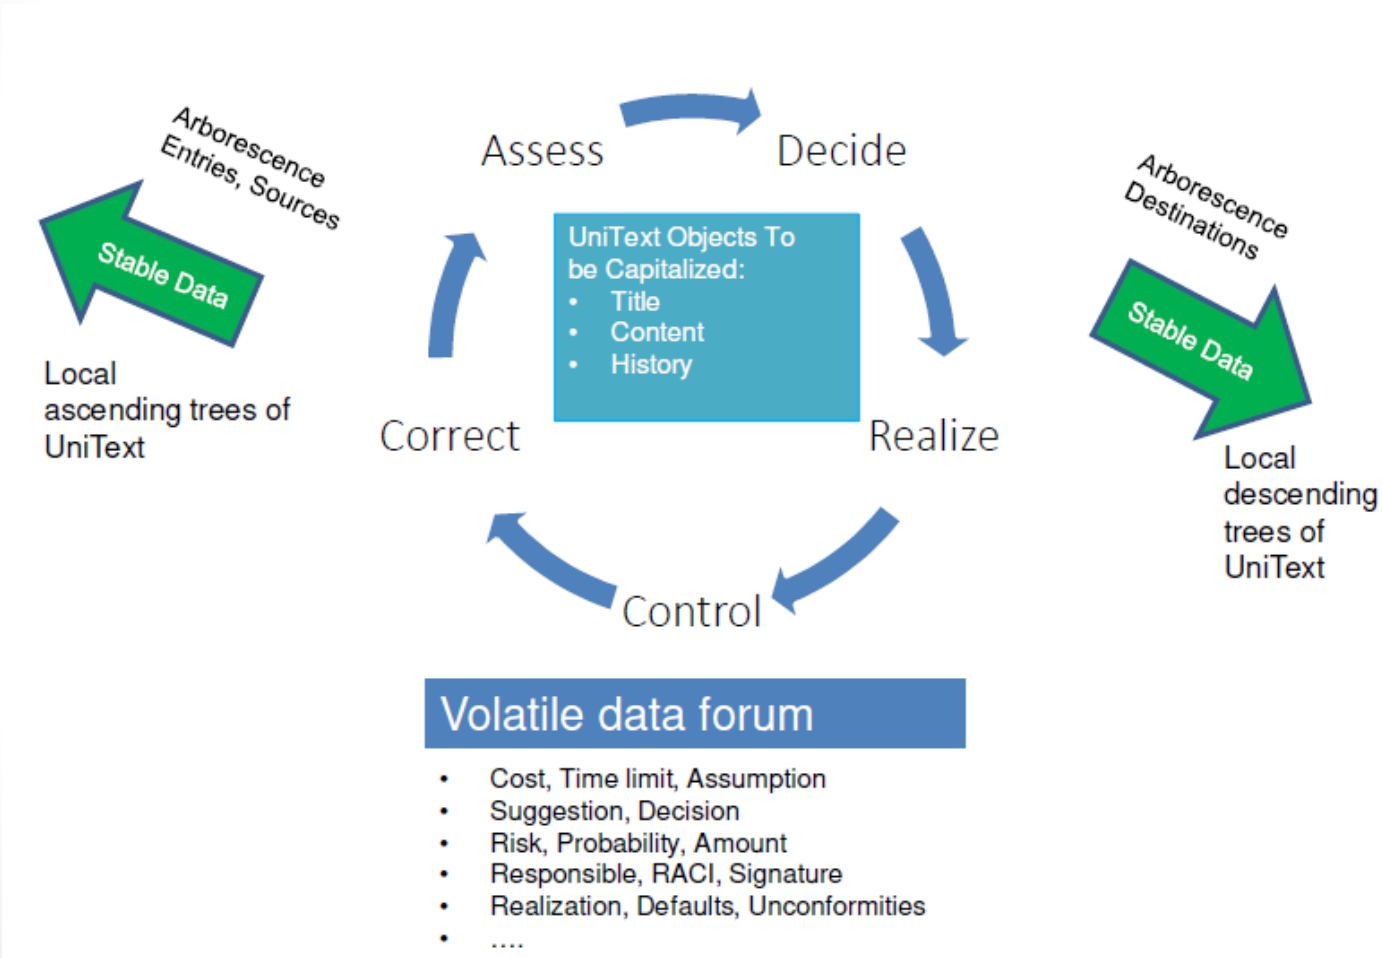 Arborescence
Entries, Sources
Stable Data
Local
ascending trees of
UniText
Assess
Decide
UniText Objects To
be Capitalized:
• Title
• Content
• History
Correct
Realize
Control
Arborescence
Destinations
Stable Data
Local
descending
trees of
UniText
Volatile data forum
• Cost, Time limit, Assumption
• Suggestion, Decision
• Risk, Probability, Amount
• Responsible, RACI, Signature
• Realization, Defaults, Unconformities
• ....